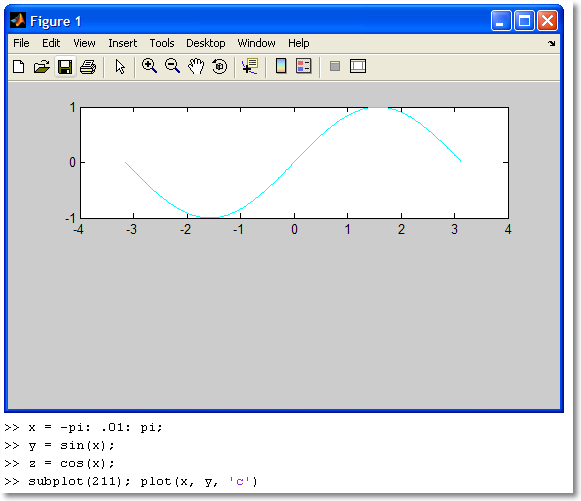 Figure 1
File Edit View Insert Tools Desktop Window Help
1
0
-1
-4 -3 -2 -1 0 1 2 3 4
>> x = -pi: .01: pi;
>> y = sin(x);
>> z = cos(x);
>> subplot(211); plot(x, y, 'c')